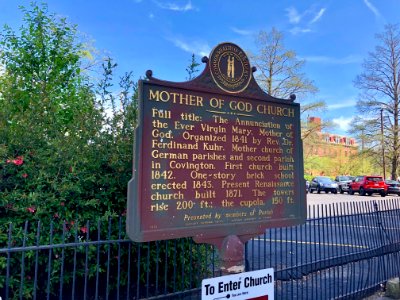 MOTHER OF GOD CHURCH
Full title: The Annunciation of
the Ever Virgin Mary, Mother of
God. Organized 1841 by Rev.
Ferdinand Kuhr. Mother church of
German parishes and second parish
in Covington. First church built
1842. One-story brick school
erected 1843. Present Renaissance
church built 1871. The towers
rise 200 ft.; the cupola, 150 ft.
Presented by members of Parish
To Enter Church